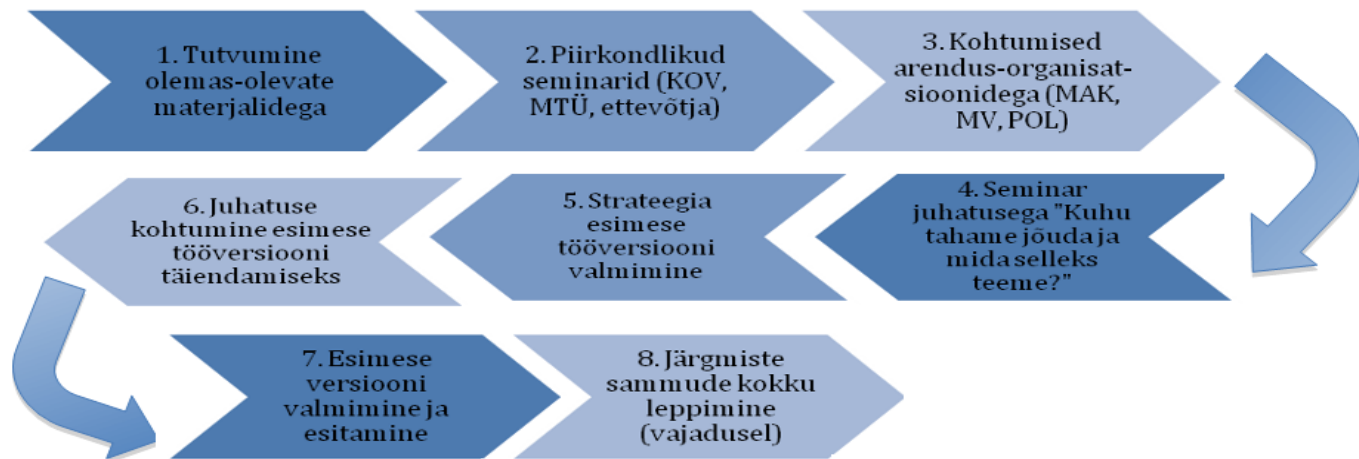 1. Tutvumine
olemas-olevate
materjalidega
2. Piirkondlikud
seminarid (KOV,
MTÜ, ettevõtja)
3. Kohtumised
arendus-organisat-
sioonidega (MAK,
MV, POL)
4. Seminar
juhatusega "Kuhu
tahame jõuda ja
mida selleks
teeme?"
5. Strateegia
esimese
tööversiooni
valmimine
6. Juhatuse
kohtumine esimese
tööversiooni
täiendamiseks
7. Esimese
versiooni
valmimine ja
esitamine
8. Järgmiste
sammude kokku
leppimine
(vajadusel)